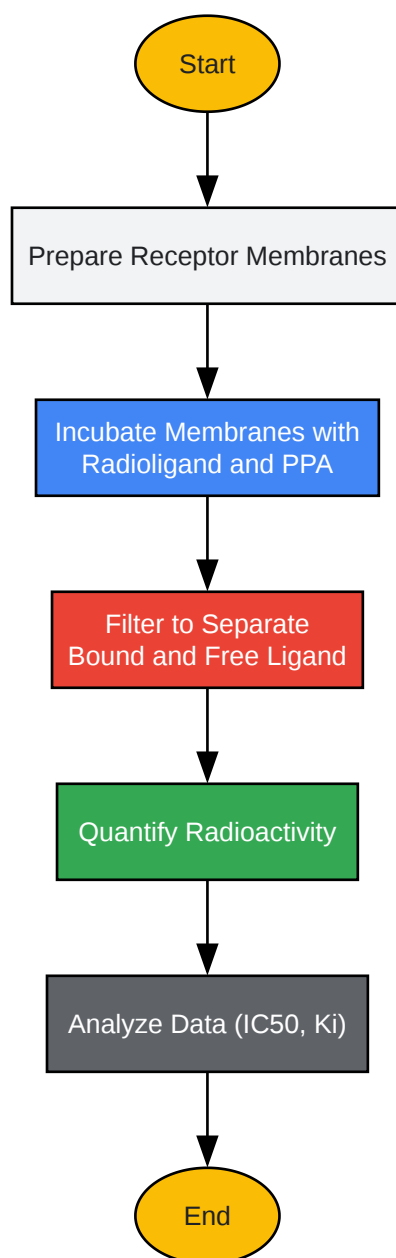 Start
Prepare Receptor Membranes
Incubate Membranes with
Radioligand and PPA
Filter to Separate
Bound and Free Ligand
Quantify Radioactivity
Analyze Data (IC50, Ki)
End